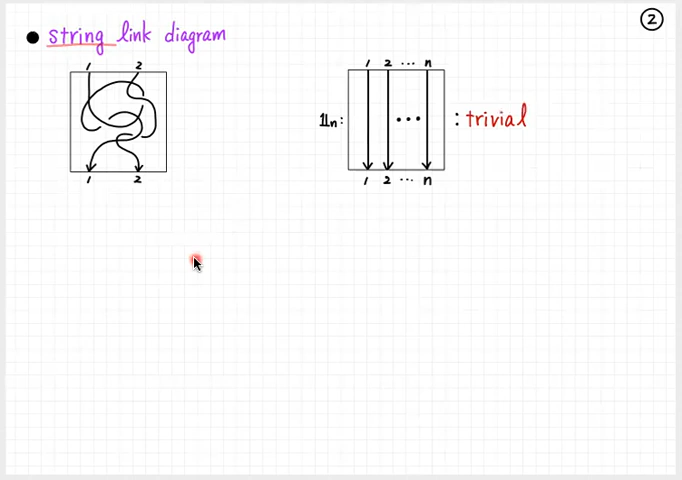 ②
● string link diagram
1 2
1 2
1 2 ... n
𝟙n: ... : trivial
1 2 ... n